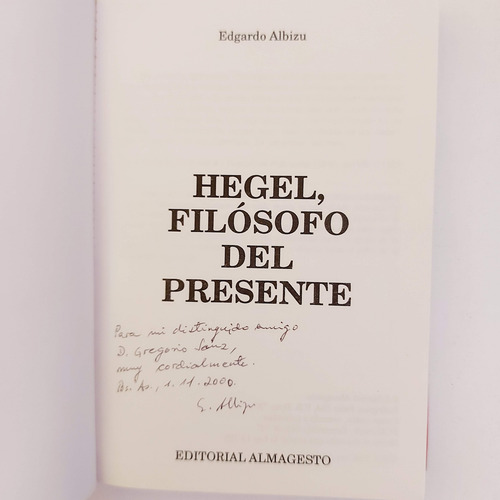 Edgardo Albizu
HEGEL,
FILÓSOFO
DEL
PRESENTE
Para mi distinguido amigo
D. Gregorio Sanz,
muy cordialmente.
Bs. As., 1.11.2000.
E. Albizu
EDITORIAL ALMAGESTO